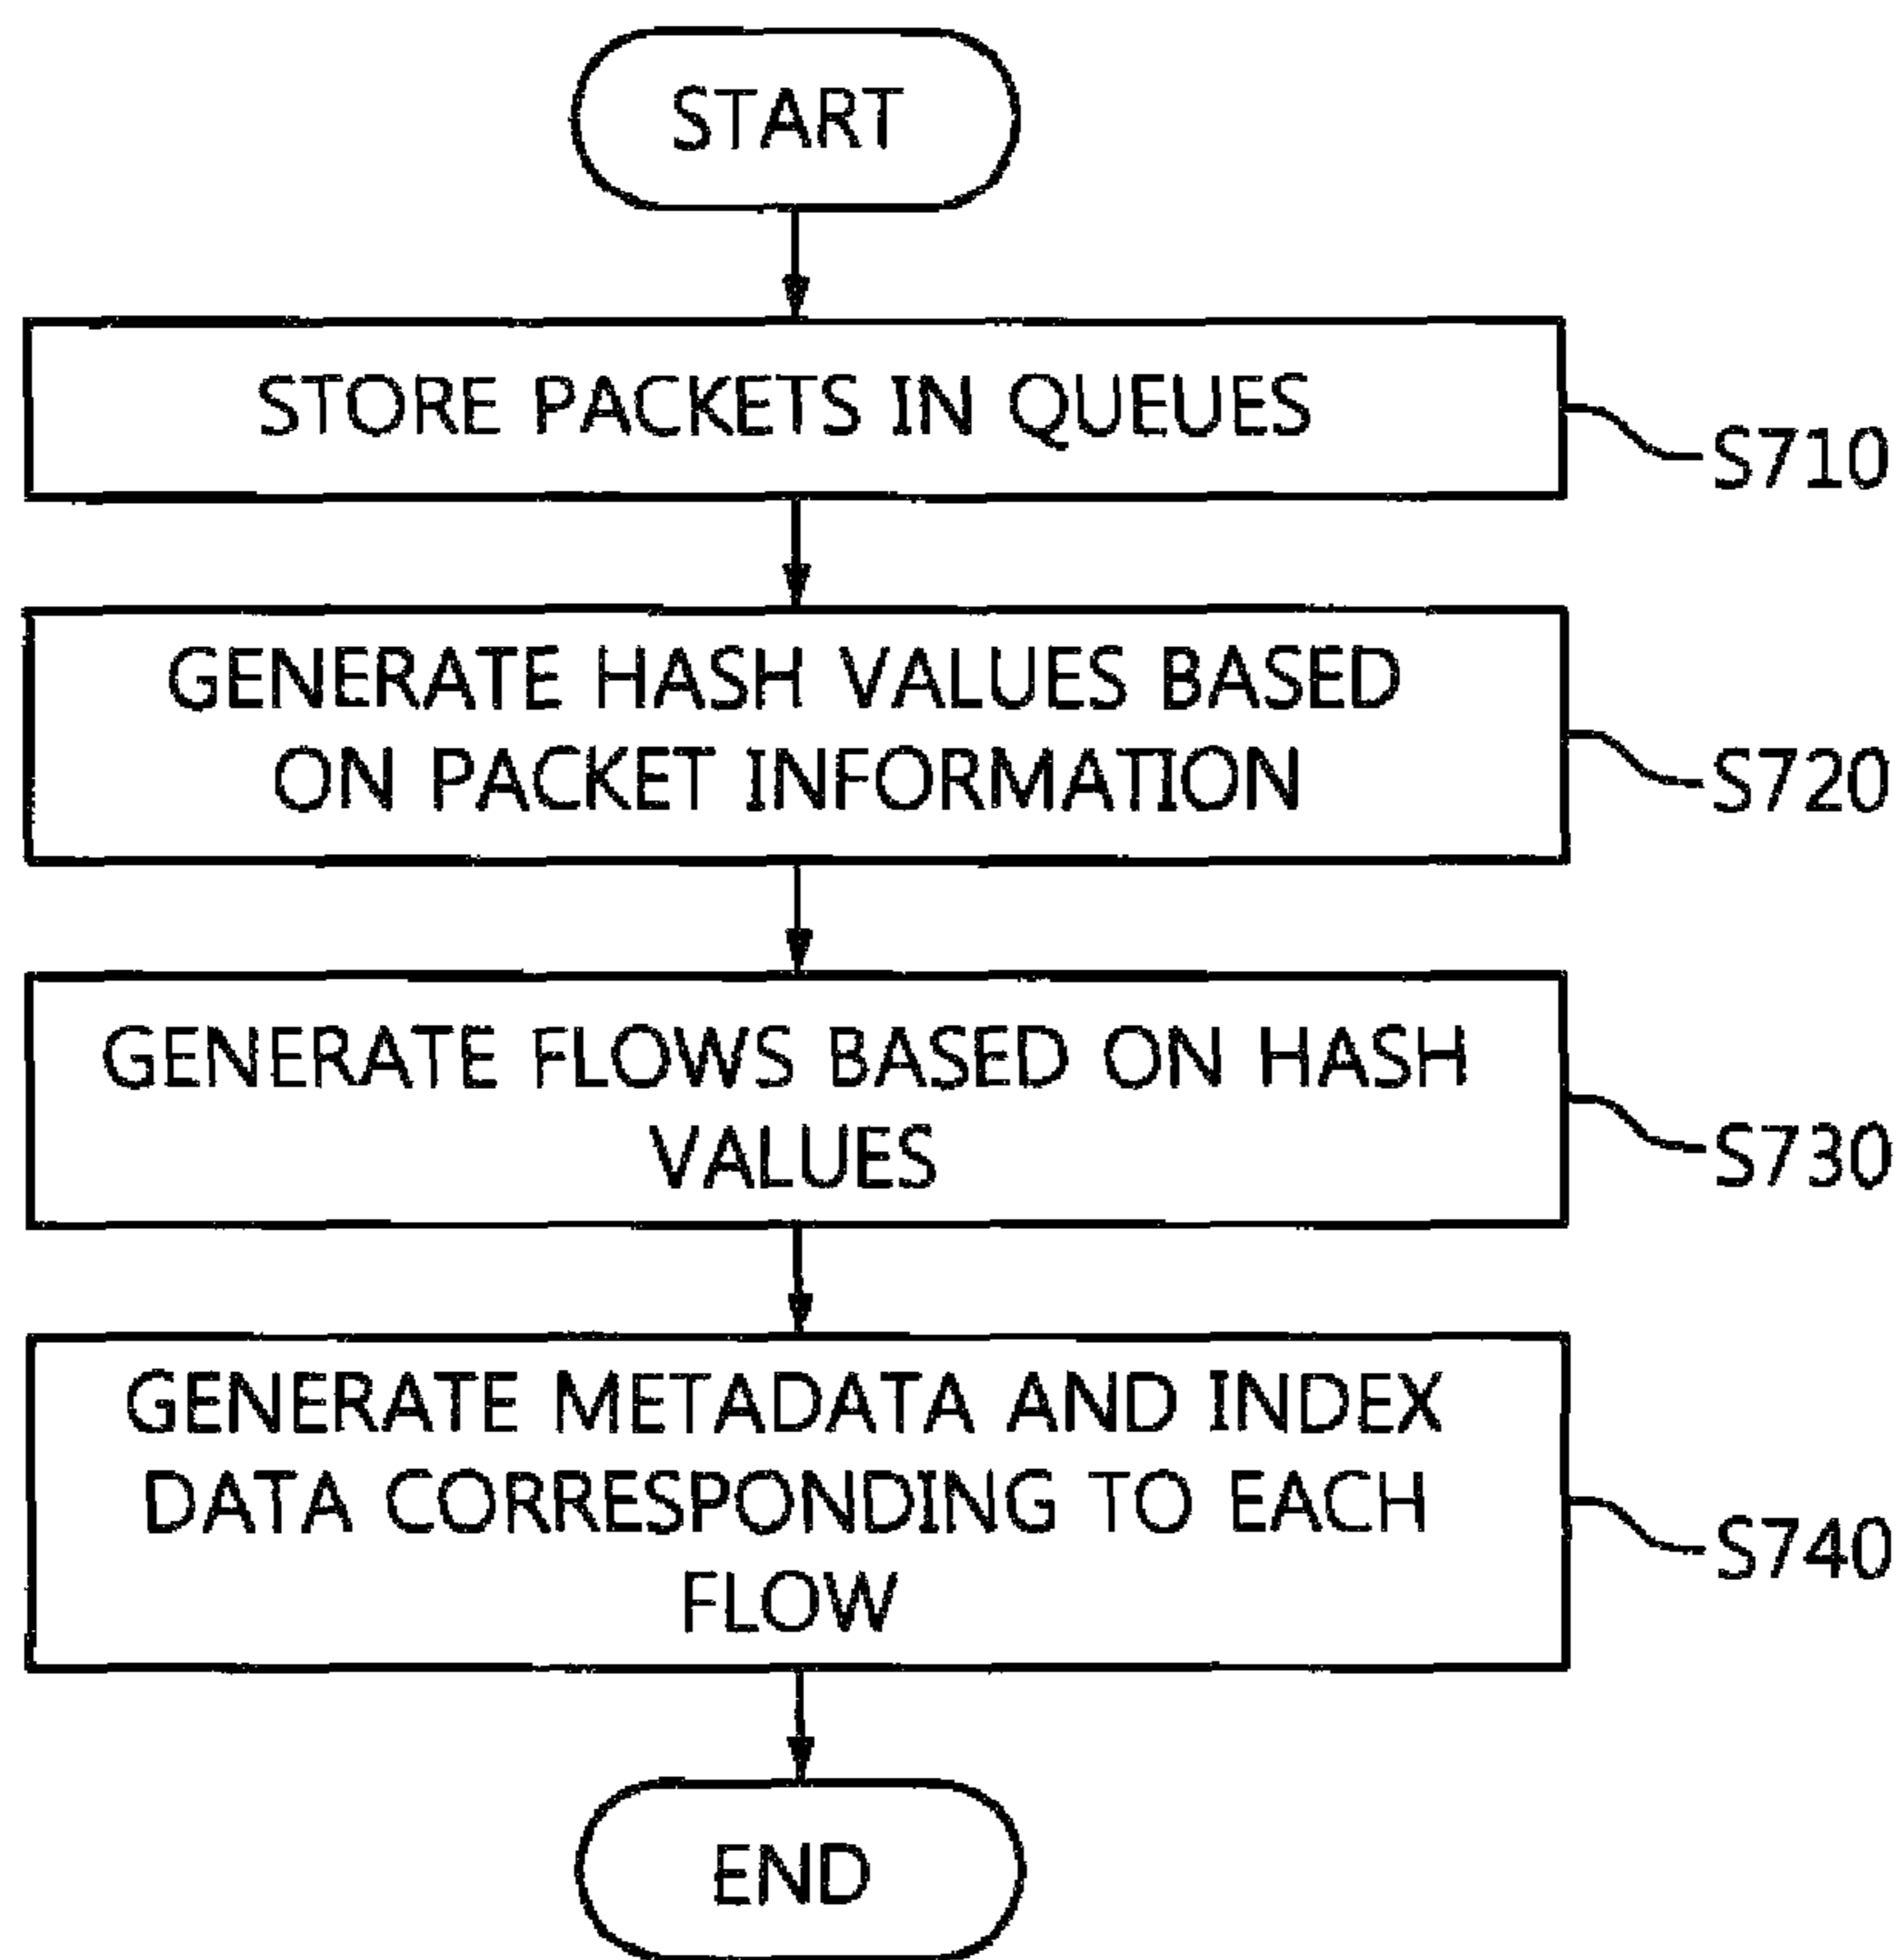 START
STORE PACKETS IN QUEUES
S710
GENERATE HASH VALUES BASED
ON PACKET INFORMATION
S720
GENERATE FLOWS BASED ON HASH
VALUES
S730
GENERATE METADATA AND INDEX
DATA CORRESPONDING TO EACH
FLOW
S740
END